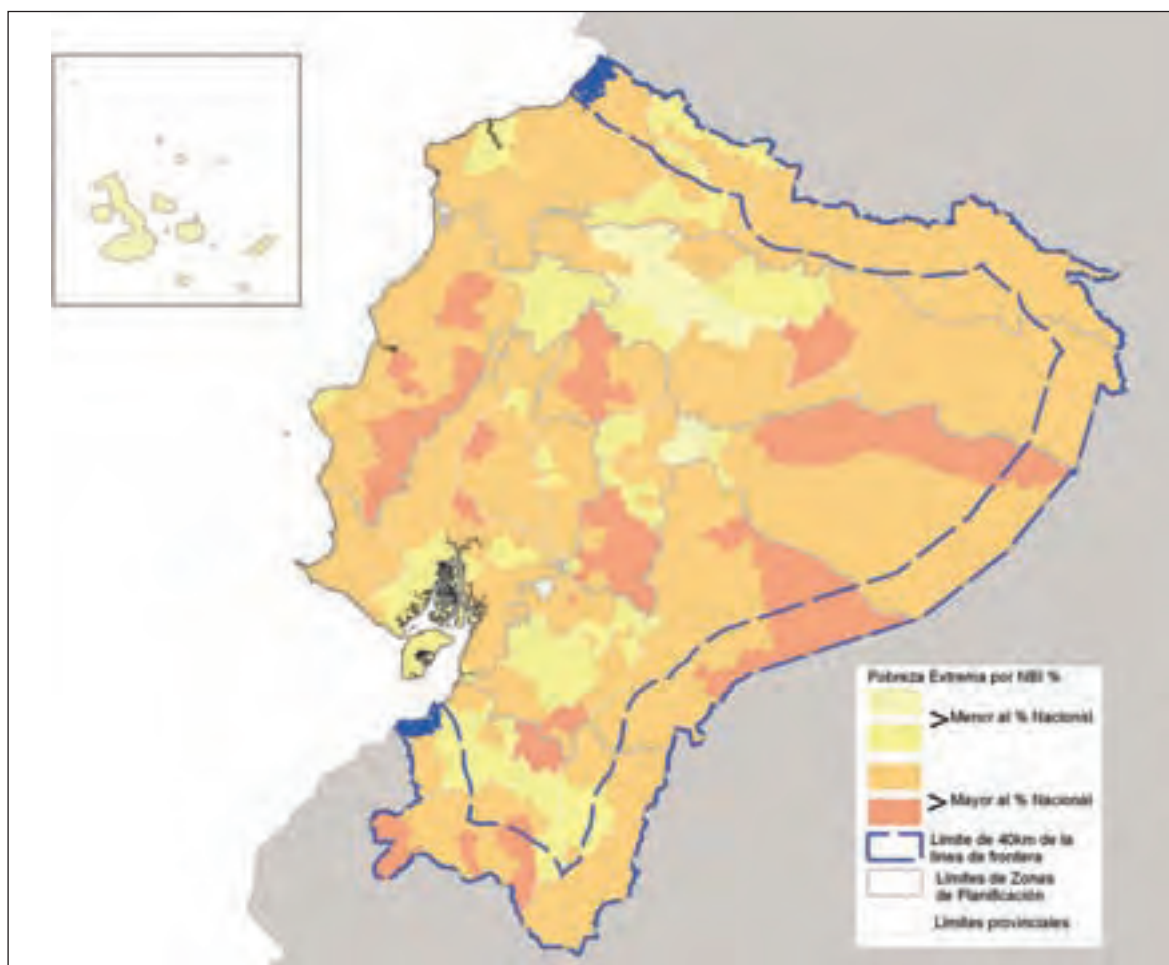 Pobreza Extrema por NBI %
> Menor al % Nacional
> Mayor al % Nacional
Límite de 40km de la
línea de frontera
Límites de Zonas
de Planificación
Límites provinciales